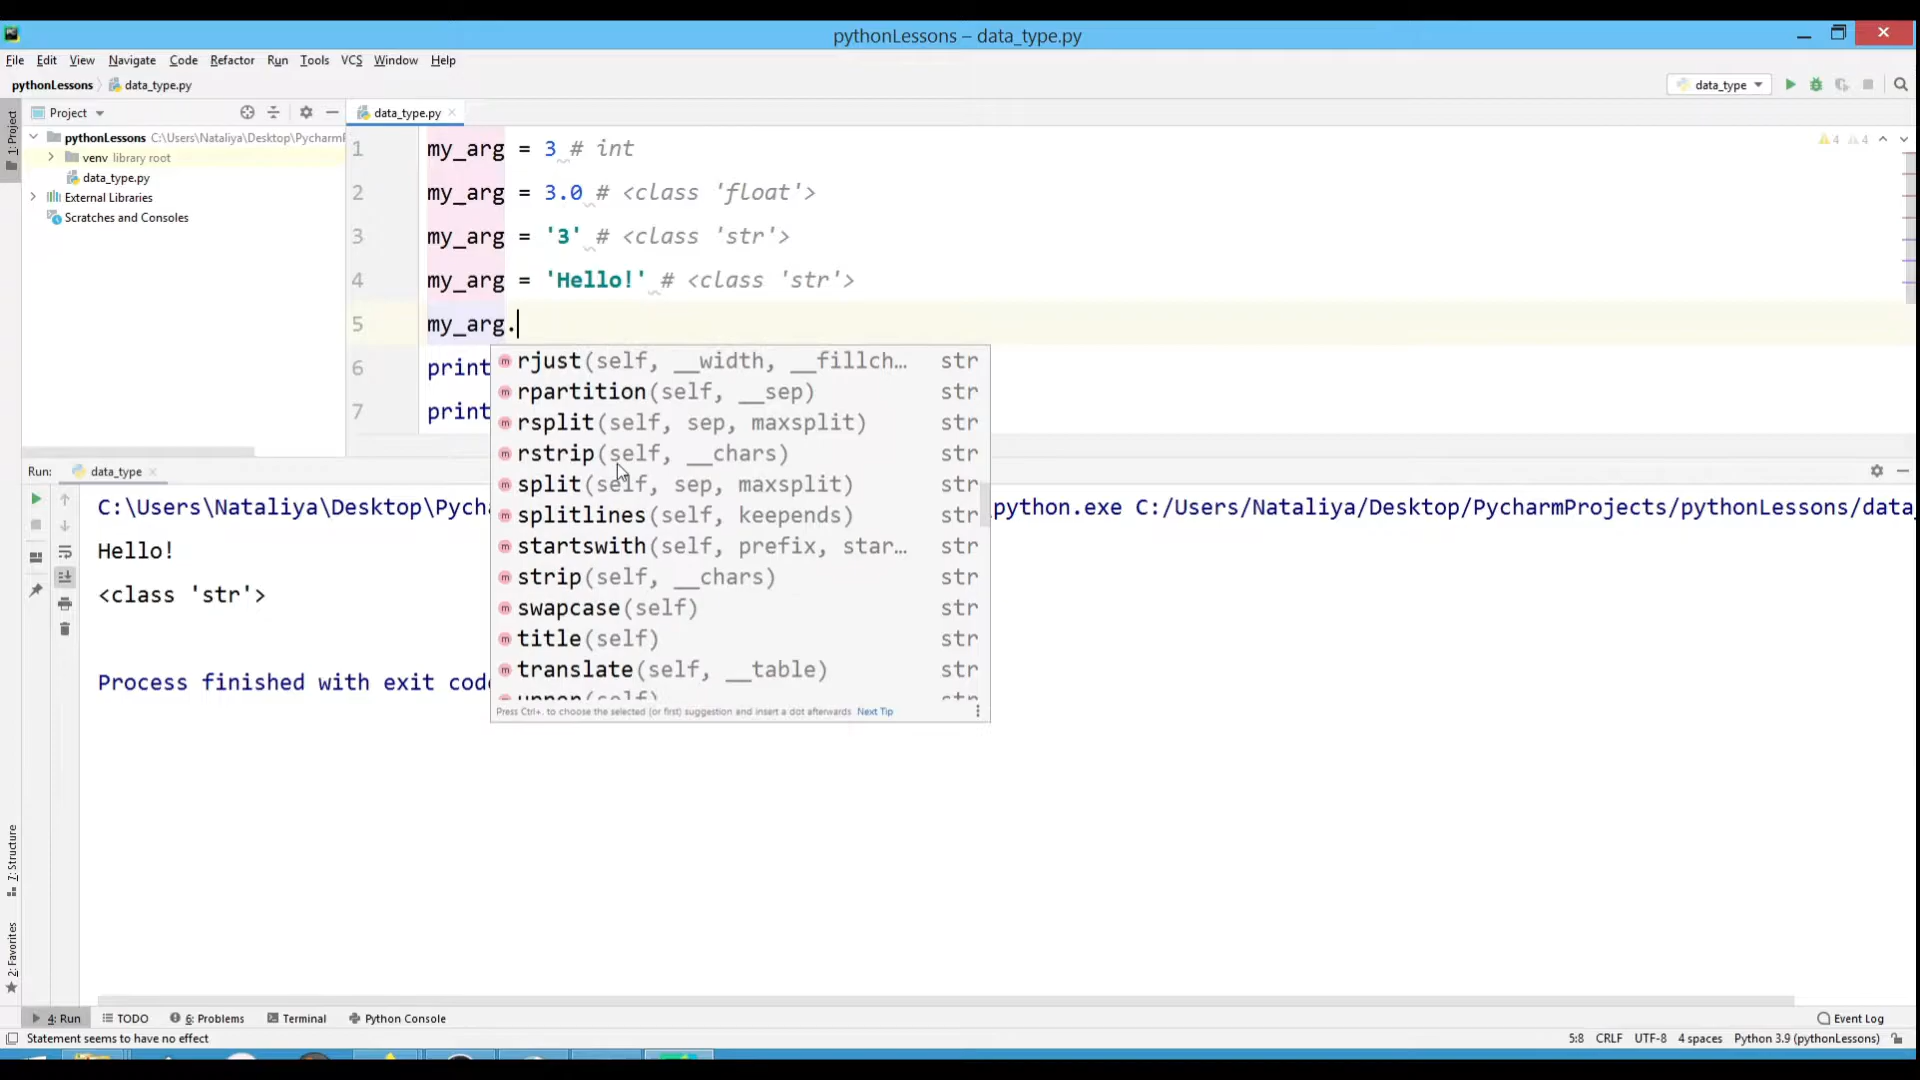 pythonLessons – data_type.py
File Edit View Navigate Code Refactor Run Tools VCS Window Help
pythonLessons data_type.py
data_type
Project
data_type.py
1: Project
pythonLessons C:\Users\Nataliya\Desktop\Pycharm
venv library root
data_type.py
External Libraries
Scratches and Consoles
4 4
1 my_arg = 3 # int
2 my_arg = 3.0 # <class 'float'>
3 my_arg = '3' # <class 'str'>
4 my_arg = 'Hello!' # <class 'str'>
5 my_arg.
6 print
7 print
rjust(self, __width, __fillch… str
rpartition(self, __sep) str
rsplit(self, sep, maxsplit) str
rstrip(self, __chars) str
split(self, sep, maxsplit) str
splitlines(self, keepends) str
startswith(self, prefix, star… str
strip(self, __chars) str
swapcase(self) str
title(self) str
translate(self, __table) str
Press Ctrl+. to choose the selected (or first) suggestion and insert a dot afterwards Next Tip
Run: data_type
C:\Users\Nataliya\Desktop\Pych \python.exe C:/Users/Nataliya/Desktop/PycharmProjects/pythonLessons/data_
Hello!
<class 'str'>
Process finished with exit code
7: Structure
2: Favorites
4: Run TODO 6: Problems Terminal Python Console Event Log
Statement seems to have no effect 5:8 CRLF UTF-8 4 spaces Python 3.9 (pythonLessons)